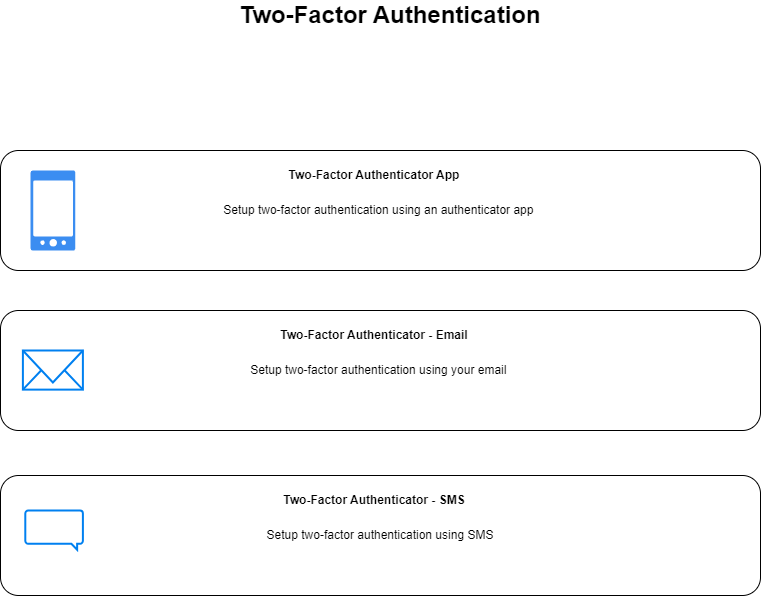 Two-Factor Authentication
Two-Factor Authenticator App
Setup two-factor authentication using an authenticator app
Two-Factor Authenticator - Email
Setup two-factor authentication using your email
Two-Factor Authenticator - SMS
Setup two-factor authentication using SMS